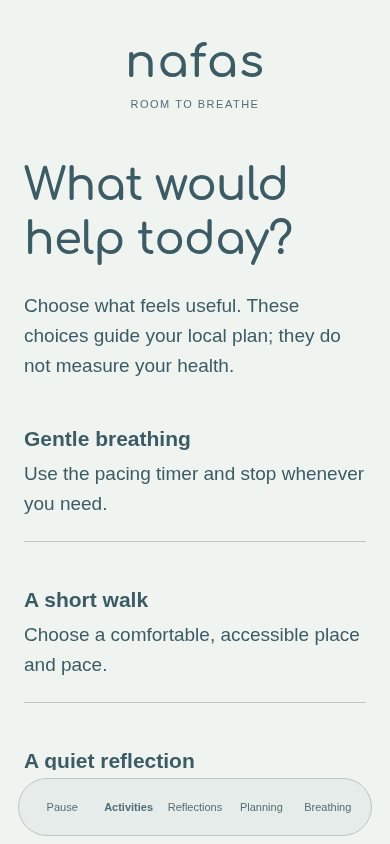 nafas
ROOM TO BREATHE
What would
help today?
Choose what feels useful. These
choices guide your local plan; they do
not measure your health.
Gentle breathing
Use the pacing timer and stop whenever
you need.
A short walk
Choose a comfortable, accessible place
and pace.
A quiet reflection
Pause Activities Reflections Planning Breathing